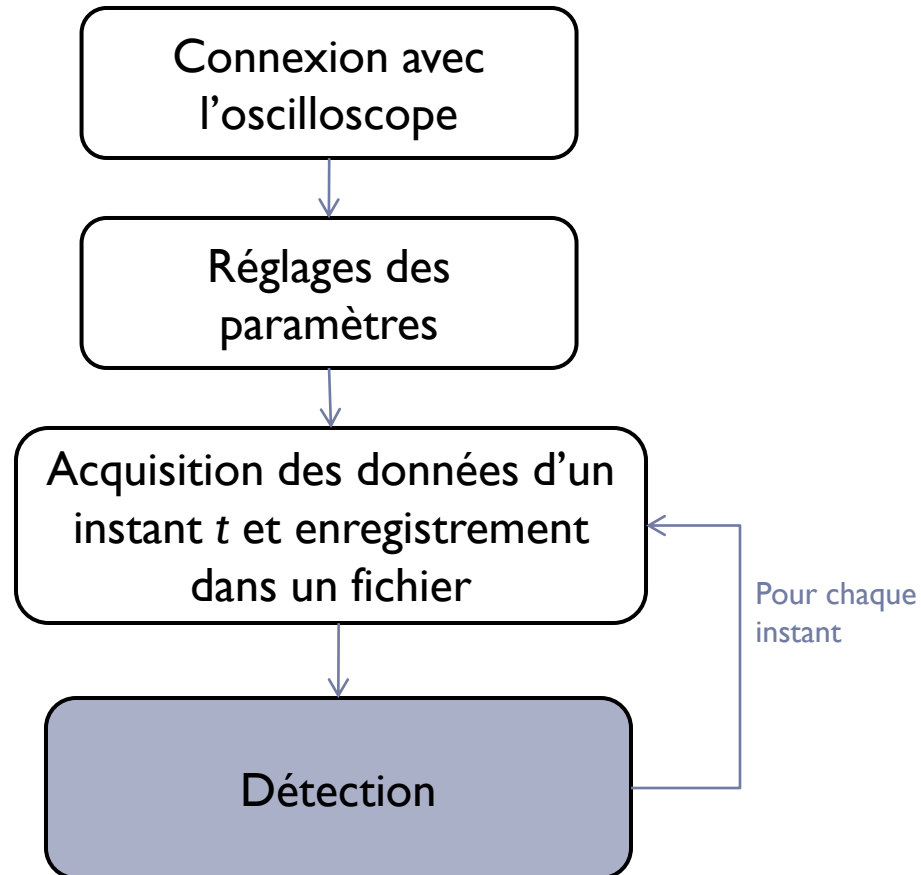 Connexion avec
l’oscilloscope
Réglages des
paramètres
Acquisition des données d’un
instant t et enregistrement
dans un fichier
Pour chaque
instant
Détection